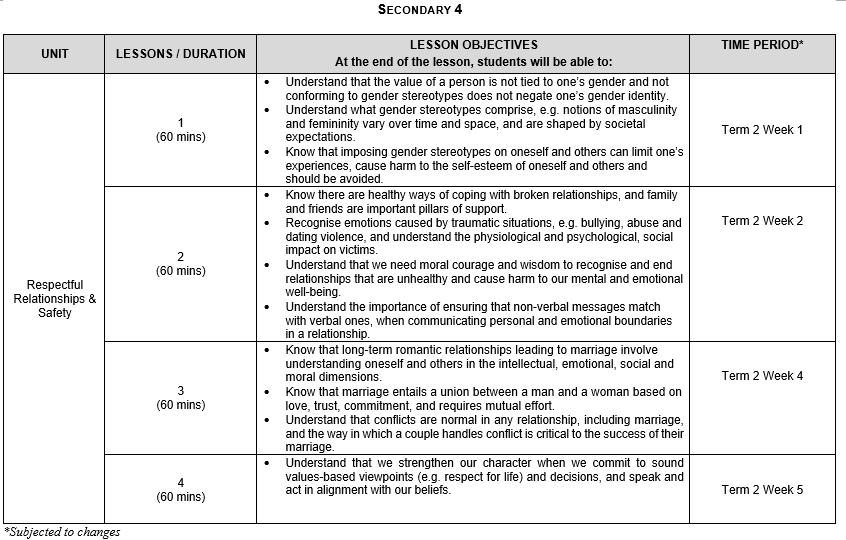 SECONDARY 4
UNIT
LESSONS / DURATION
LESSON OBJECTIVES
At the end of the lesson, students will be able to:
TIME PERIOD*
Respectful
Relationships &
Safety
1
(60 mins)
• Understand that the value of a person is not tied to one's gender and not
conforming to gender stereotypes does not negate one's gender identity.
• Understand what gender stereotypes comprise, e.g. notions of masculinity
and femininity vary over time and space, and are shaped by societal
expectations.
• Know that imposing gender stereotypes on oneself and others can limit one's
experiences, cause harm to the self-esteem of oneself and others and
should be avoided.
Term 2 Week 1
2
(60 mins)
• Know there are healthy ways of coping with broken relationships, and family
and friends are important pillars of support.
• Recognise emotions caused by traumatic situations, e.g. bullying, abuse and
dating violence, and understand the physiological and psychological, social
impact on victims.
• Understand that we need moral courage and wisdom to recognise and end
relationships that are unhealthy and cause harm to our mental and emotional
well-being.
• Understand the importance of ensuring that non-verbal messages match
with verbal ones, when communicating personal and emotional boundaries
in a relationship.
Term 2 Week 2
3
(60 mins)
• Know that long-term romantic relationships leading to marriage involve
understanding oneself and others in the intellectual, emotional, social and
moral dimensions.
• Know that marriage entails a union between a man and a woman based on
love, trust, commitment, and requires mutual effort.
• Understand that conflicts are normal in any relationship, including marriage,
and the way in which a couple handles conflict is critical to the success of their
marriage.
Term 2 Week 4
4
(60 mins)
• Understand that we strengthen our character when we commit to sound
values-based viewpoints (e.g. respect for life) and decisions, and speak and
act in alignment with our beliefs.
Term 2 Week 5
*Subjected to changes